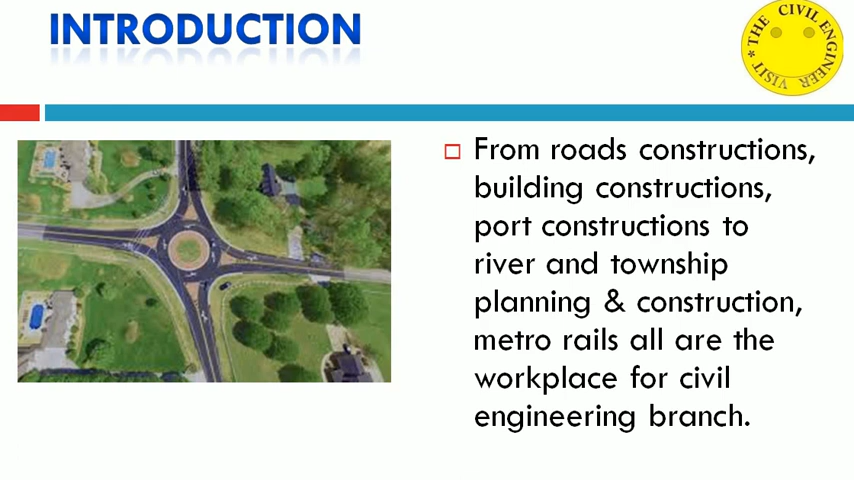 INTRODUCTION
* THE CIVIL ENGINEER VISIT
From roads constructions,
building constructions,
port constructions to
river and township
planning & construction,
metro rails all are the
workplace for civil
engineering branch.